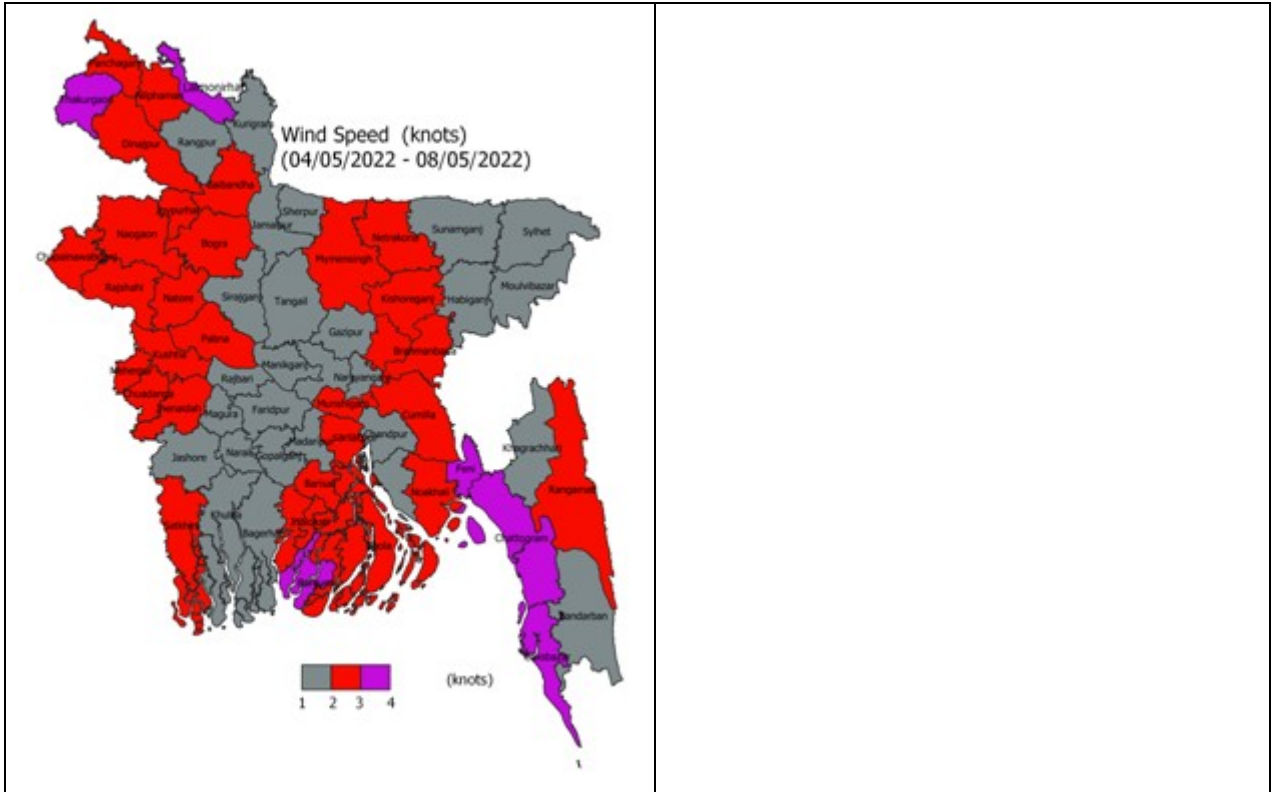 Panchagarh
Lalmonirhat
Thakurgaon
Nilphamari
Kurigram
Wind Speed (knots)
Dinajpur
Rangpur
(04/05/2022 - 08/05/2022)
Gaibandha
Joypurhat
Sherpur
Jamalpur
Naogaon
Bogra
Netrakona
Sunamganj
Sylhet
Chapainawabganj
Mymensingh
Rajshahi
Natore
Sirajganj
Tangail
Kishoreganj
Habiganj
Moulvibazar
Pabna
Gazipur
Kushtia
Brahmanbaria
Meherpur
Manikganj
Rajbari
Narayanganj
Chuadanga
Jhenaidah
Magura
Faridpur
Munshiganj
Cumilla
Madaripur
Chandpur
Khagrachhari
Jashore
Narail
Gopalganj
Feni
Barisal
Noakhali
Rangamati
Satkhira
Khulna
Bagerhat
Chattogram
Bhola
Barguna
Bandarban
(knots)
1 2 3 4